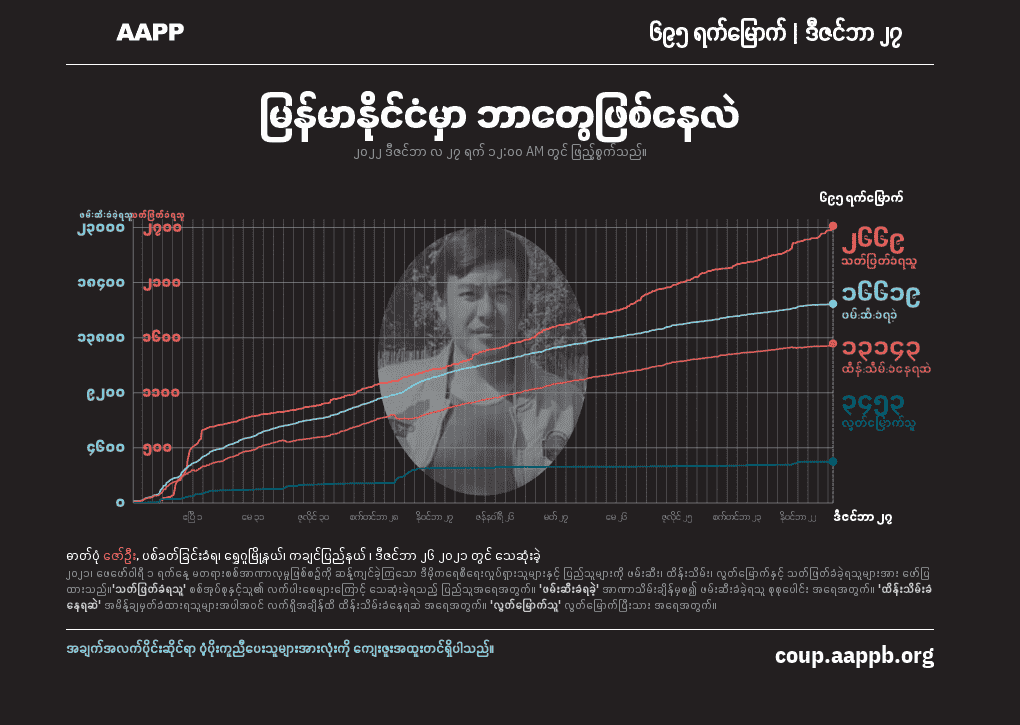 AAPP
၆၉၅ ရက်မြောက် | ဒီဇင်ဘာ ၂၇
မြန်မာနိုင်ငံမှာ ဘာတွေဖြစ်နေလဲ
၂၀၂၂ ဒီဇင်ဘာ လ ၂၇ ရက် ၁၂:၀၀ AM တွင် ဖြည့်စွက်သည်။
၆၉၅ ရက်မြောက်
ဖမ်းဆီးခံခဲ့ရသူ
၂၃၀၀၀ ၂၇၀၀
၁၈၄၀၀ ၂၁၀၀
၁၃၈၀၀ ၁၆၀၀
၉၂၀၀ ၁၁၀၀
၄၆၀၀ ၅၀၀
၀
၂၆၆၉
သတ်ဖြတ်ခံရသူ
၁၆၆၁၉
၁၃၁၄၃
ထိန်းသိမ်းခံနေရဆဲ
၃၄၅၃
လွတ်မြောက်သူ
ဧပြီ ၁ မေ ၃၁ ဇူလိုင် ၃၀ စက်တင်ဘာ ၂၈ နိုဝင်ဘာ ၂၇ ဇန်နဝါရီ ၂၆ မတ် ၂၇ မေ ၂၆ ဇူလိုင် ၂၅ စက်တင်ဘာ ၂၃ နိုဝင်ဘာ ၂၂ ဒီဇင်ဘာ ၂၇
ဓာတ်ပုံ ဇော်ဦး, ပစ်ခတ်ခြင်းခံရ၊ ရွှေဂူမြို့နယ်၊ ကချင်ပြည်နယ် ၊ ဒီဇင်ဘာ ၂၆ ၂၀၂၁ တွင် သေဆုံးခဲ့
၂၀၂၁၊ ဖေဖော်ဝါရီ ၁ ရက်နေ့ မတရားစစ်အာဏာလုမှုဖြစ်စဉ်ကို ဆန့်ကျင်ခဲ့ကြသော ဒီမိုကရေစီရေးလှုပ်ရှားသူများနှင့် ပြည်သူများကို ဖမ်းဆီး၊ ထိန်းသိမ်း၊ လွတ်မြောက်နှင့် သတ်ဖြတ်ခံခဲ့ရသူများအား ဖော်ပြ
ထားသည်။'သတ်ဖြတ်ခံရသူ' စစ်အုပ်စုနှင့်သူ၏ လက်ပါးစေများကြောင့် သေဆုံးခဲ့ရသည့် ပြည်သူအရေအတွက်။ 'ဖမ်းဆီးခံရခဲ့' အာဏာသိမ်းချိန်မှစ၍ ဖမ်းဆီးခံခဲ့ရသူ စုစုပေါင်း အရေအတွက်။ 'ထိန်းသိမ်းခံ
နေရဆဲ' အမိန့်ချမှတ်ခံထားရသူများအပါအဝင် လက်ရှိအချိန်ထိ ထိန်းသိမ်းခံနေရဆဲ အရေအတွက်။ 'လွတ်မြောက်သူ' လွတ်မြောက်ပြီးသား အရေအတွက်။
အချက်အလက်ပိုင်းဆိုင်ရာ ပံ့ပိုးကူညီပေးသူများအားလုံးကို ကျေးဇူးအထူးတင်ရှိပါသည်။
coup.aappb.org